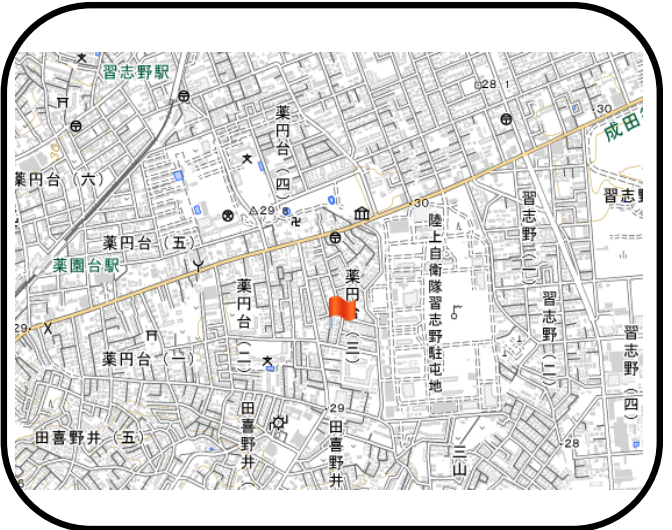 習志野駅
28.1
30
成田
薬円台（四）
薬円台（六）
習志
29
30
薬円台（五）
陸上自衛隊習志野駐屯地
習志野（一）
薬園台駅
薬円台（二）
薬円台（三）
習志野（二）
29
習志野（四）
薬円台（一）
29
田喜野井（五）
田喜野井（
田喜野井
三山
28